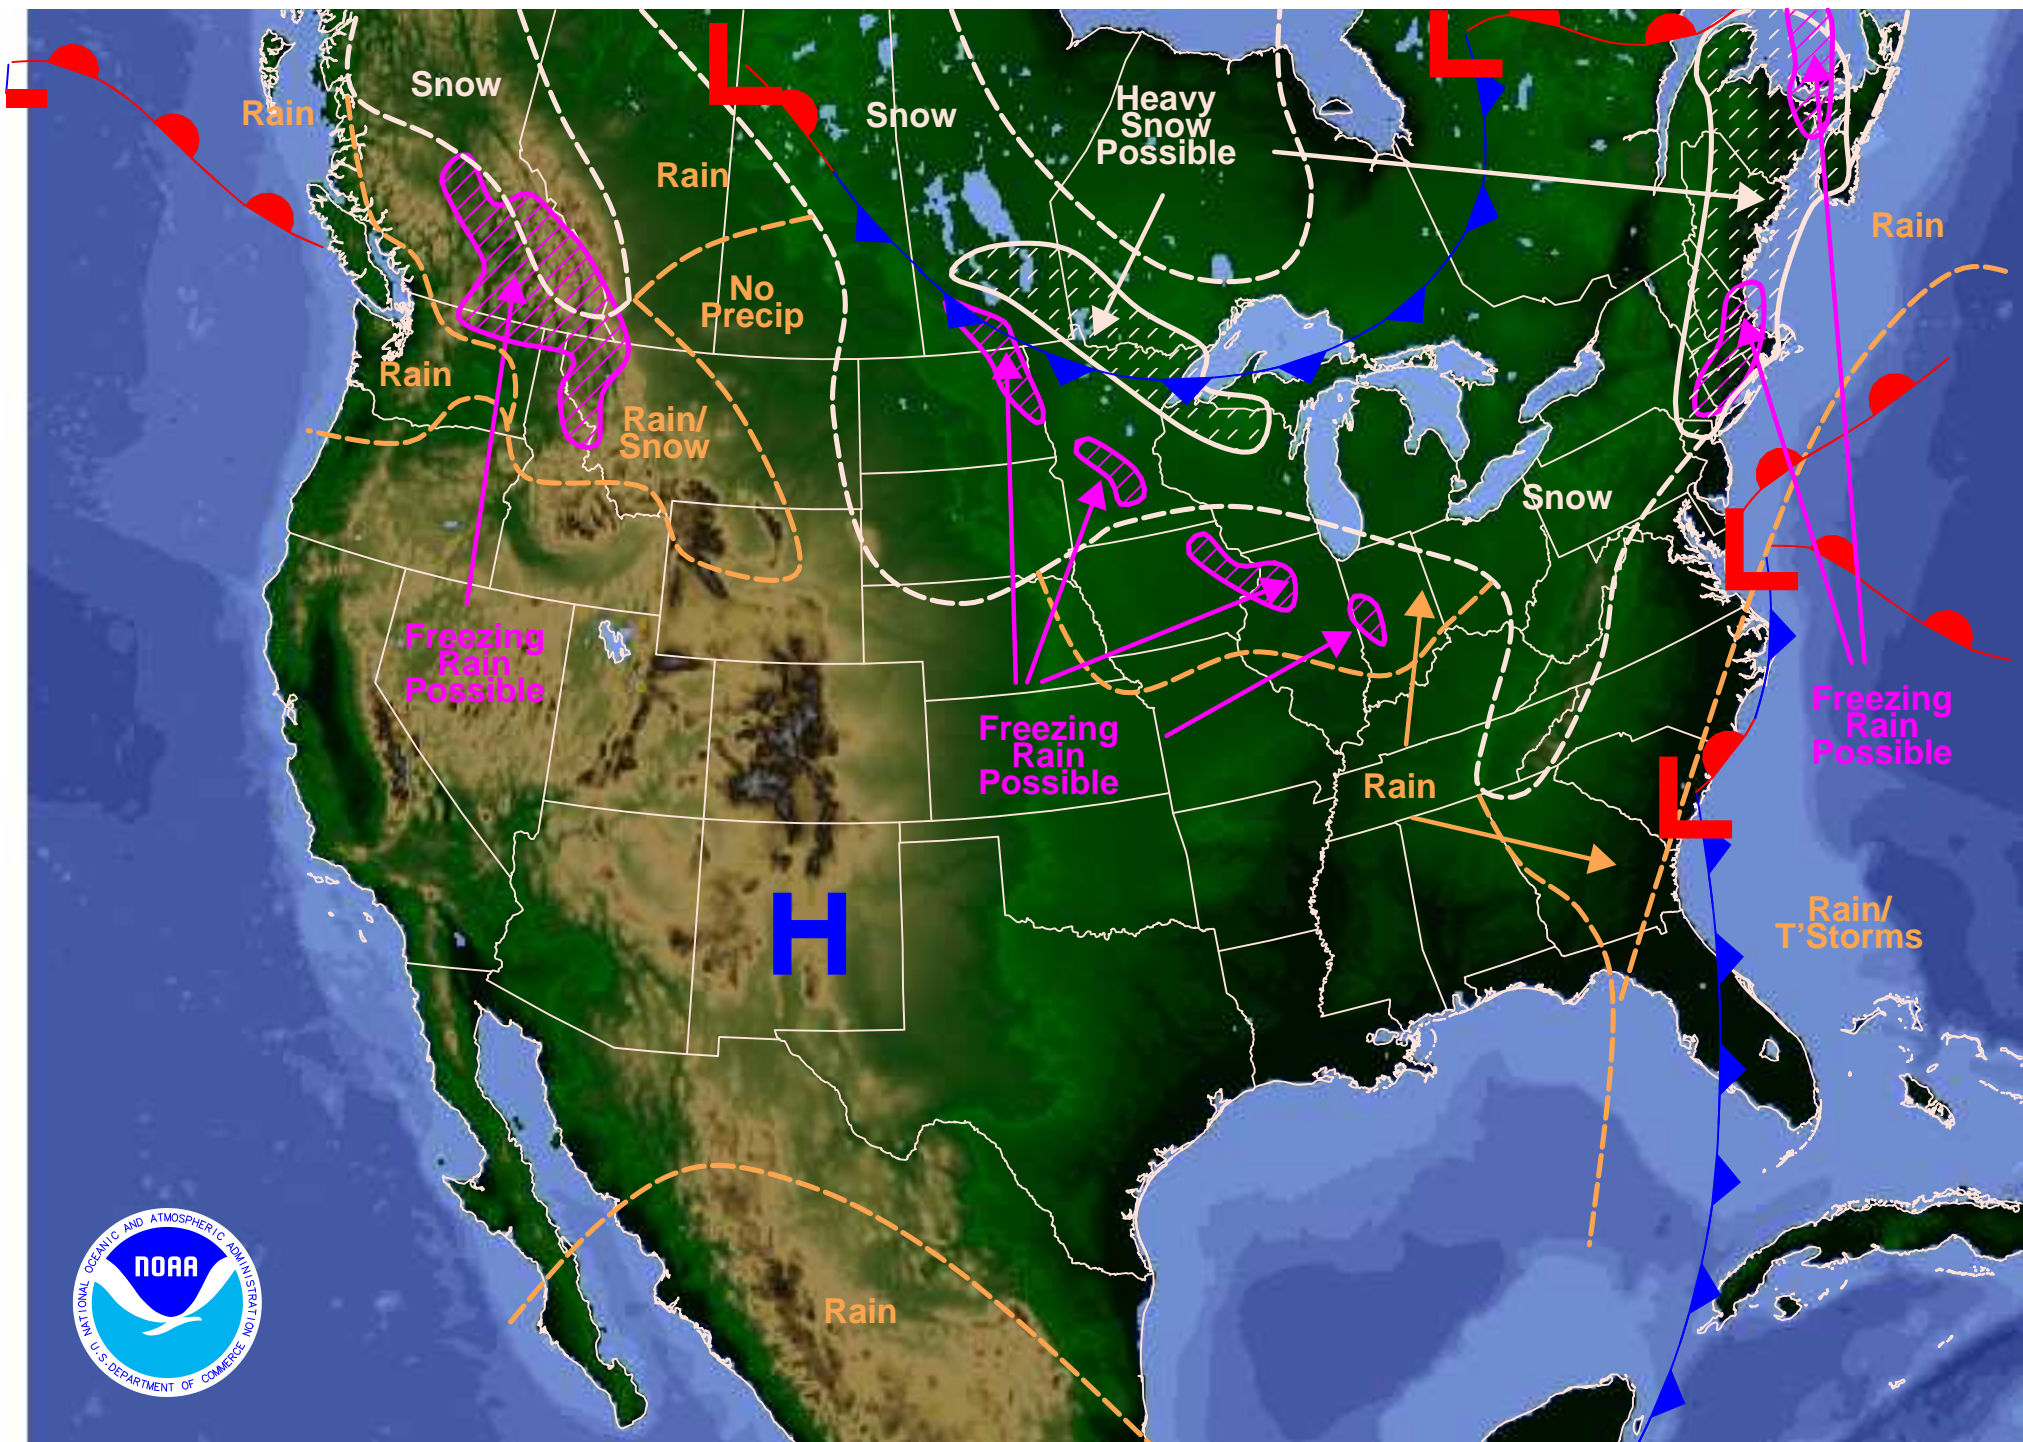 Snow
Rain
Snow
Heavy
Snow
Possible
Rain
Rain
No
Precip
Rain
Rain/
Snow
Snow
Freezing
Rain
Possible
Freezing
Rain
Possible
Freezing
Rain
Possible
Rain
Rain/
T'Storms
Rain
L
L
L
L
H
NATIONAL OCEANIC AND ATMOSPHERIC ADMINISTRATION
NOAA
U.S. DEPARTMENT OF COMMERCE